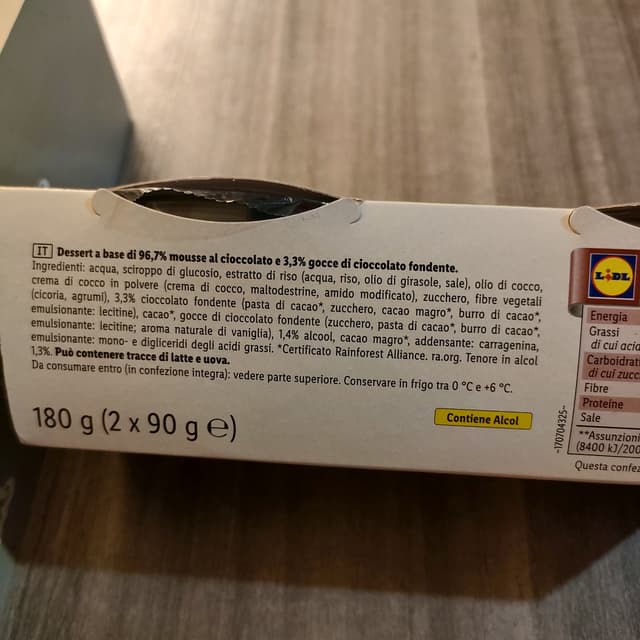 IT Dessert a base di 96,7% mousse al cioccolato e 3,3% gocce di cioccolato fondente.
Ingredienti: acqua, sciroppo di glucosio, estratto di riso (acqua, riso, olio di girasole, sale), olio di cocco,
crema di cocco in polvere (crema di cocco, maltodestrine, amido modificato), zucchero, fibre vegetali
(cicoria, agrumi), 3,3% cioccolato fondente (pasta di cacao*, zucchero, cacao magro*, burro di cacao*,
emulsionante: lecitine), cacao*, gocce di cioccolato fondente (zucchero, pasta di cacao*, burro di cacao*,
emulsionante: lecitine; aroma naturale di vaniglia), 1,4% alcool, cacao magro*, addensante: carragenina,
emulsionante: mono- e digliceridi degli acidi grassi. *Certificato Rainforest Alliance. ra.org. Tenore in alcol
1,3%. Può contenere tracce di latte e uova.
Da consumare entro (in confezione integra): vedere parte superiore. Conservare in frigo tra 0 °C e +6 °C.
180 g (2 x 90 g ℮)
Contiene Alcol
-170704325-
LIDL
Energia
Grassi
di cui acid
Carboidrati
di cui zucc
Fibre
Proteine
Sale
**Assunzioni
(8400 kJ/200
Questa confez